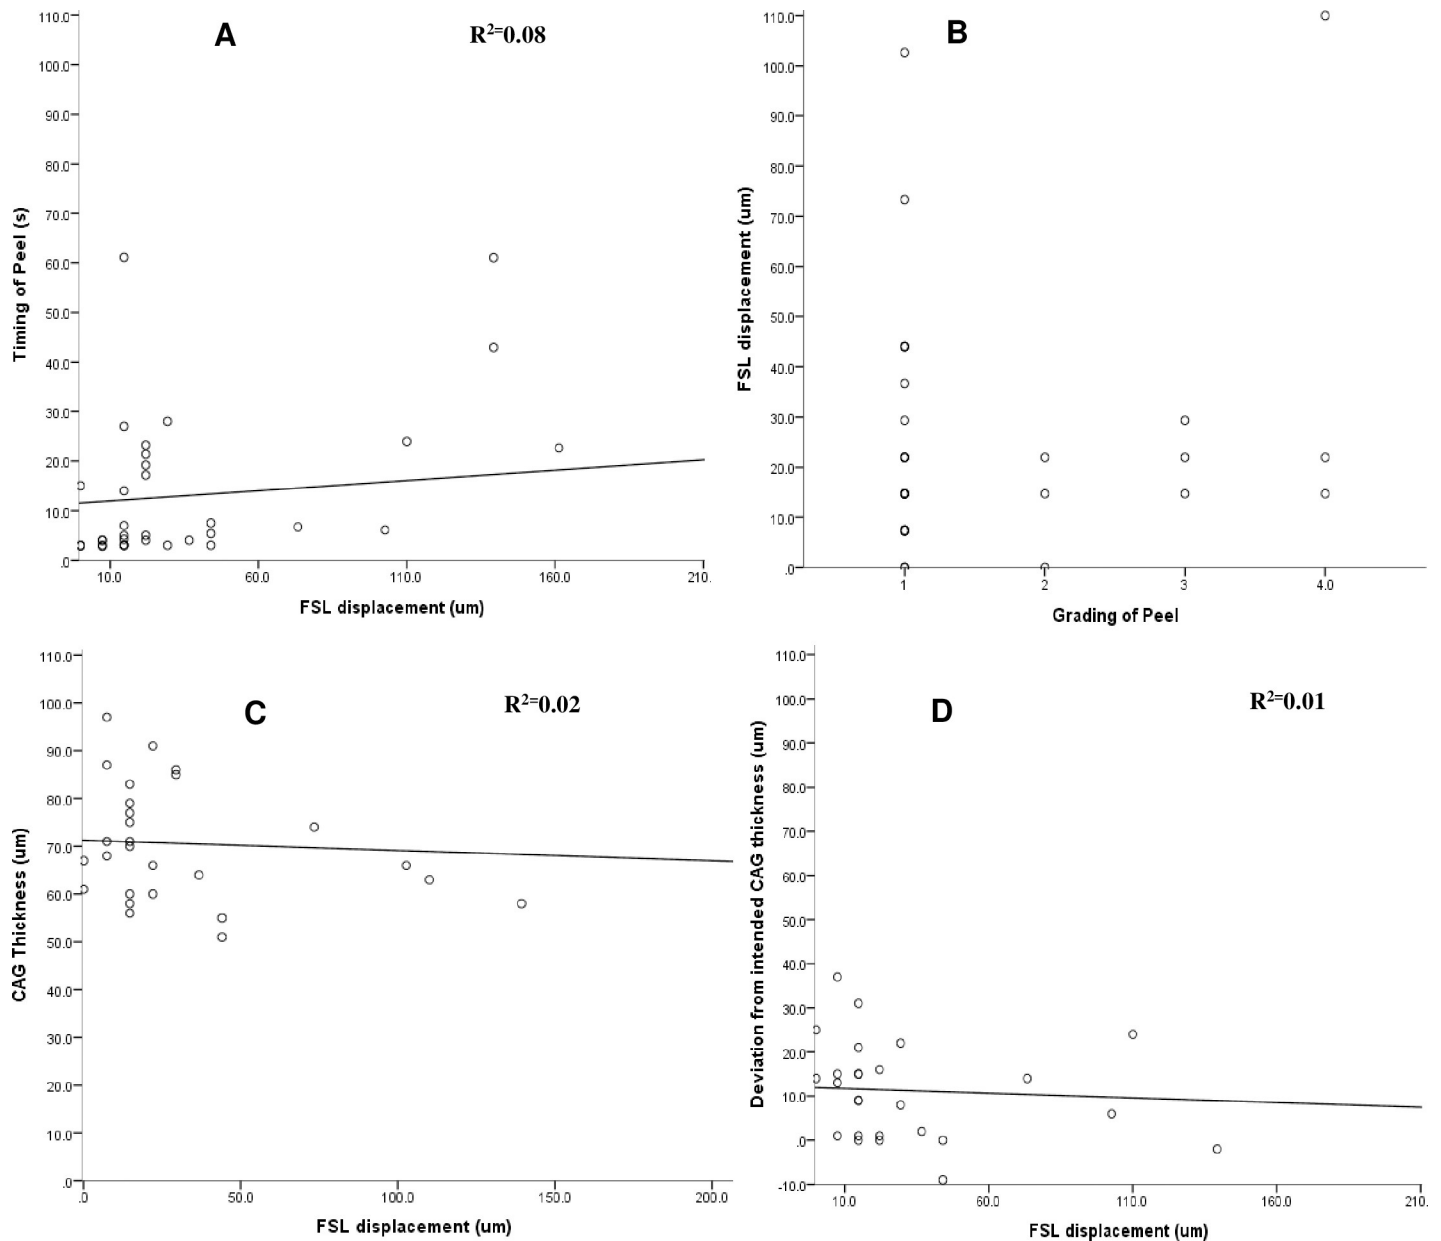 A
R²⁼0.08
110.0
100.0
90.0
80.0
70.0
60.0
50.0
40.0
30.0
20.0
10.0
.0
Timing of Peel (s)
10.0 60.0 110.0 160.0 210.
FSL displacement (um)
B
110.0
100.0
90.0
80.0
70.0
60.0
50.0
40.0
30.0
20.0
10.0
.0
FSL displacement (um)
1 2 3 4.0
Grading of Peel
C
R²⁼0.02
110.0
100.0
90.0
80.0
70.0
60.0
50.0
40.0
30.0
20.0
10.0
.0
CAG Thickness (um)
.0 50.0 100.0 150.0 200.0
FSL displacement (um)
D
R²⁼0.01
110.0
100.0
90.0
80.0
70.0
60.0
50.0
40.0
30.0
20.0
10.0
.0
-10.0
Deviation from intended CAG thickness (um)
10.0 60.0 110.0 160.0 210.
FSL displacement (um)